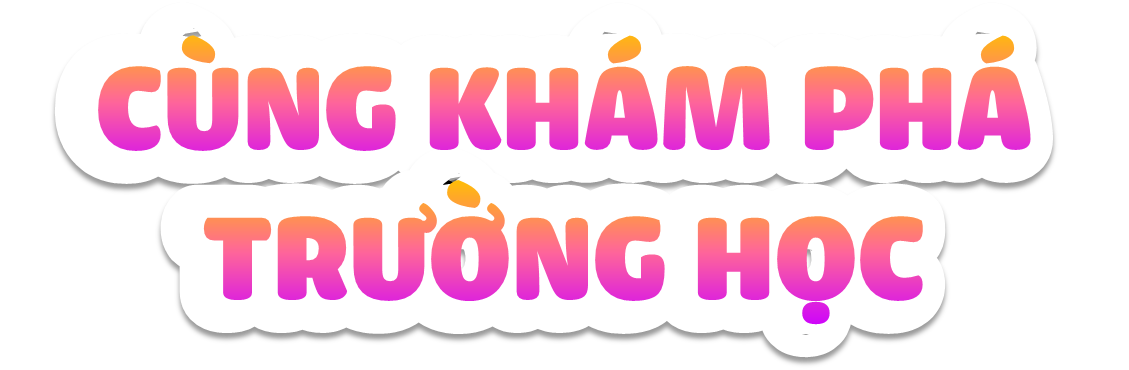 CÙNG KHÁM PHÁ
TRƯỜNG HỌC